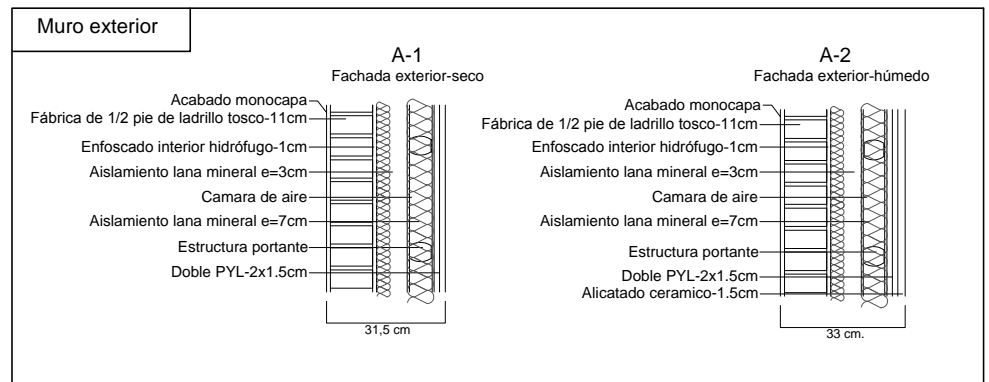 Muro exterior
A-1
Fachada exterior-seco
Acabado monocapa
Fábrica de 1/2 pie de ladrillo tosco-11cm
Enfoscado interior hidrófugo-1cm
Aislamiento lana mineral e=3cm
Camara de aire
Aislamiento lana mineral e=7cm
Estructura portante
Doble PYL-2x1.5cm
31,5 cm
A-2
Fachada exterior-húmedo
Acabado monocapa
Fábrica de 1/2 pie de ladrillo tosco-11cm
Enfoscado interior hidrófugo-1cm
Aislamiento lana mineral e=3cm
Camara de aire
Aislamiento lana mineral e=7cm
Estructura portante
Doble PYL-2x1.5cm
Alicatado ceramico-1.5cm
33 cm.